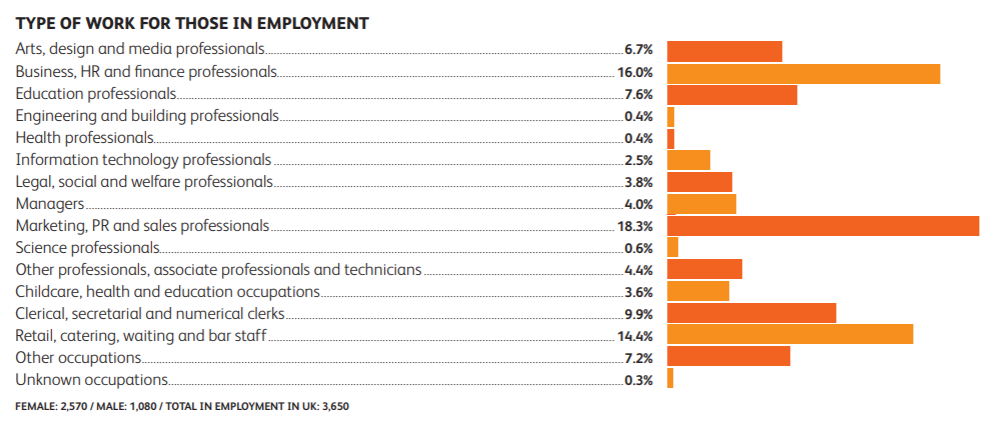 TYPE OF WORK FOR THOSE IN EMPLOYMENT
Arts, design and media professionals 6.7%
Business, HR and finance professionals 16.0%
Education professionals 7.6%
Engineering and building professionals 0.4%
Health professionals 0.4%
Information technology professionals 2.5%
Legal, social and welfare professionals 3.8%
Managers 4.0%
Marketing, PR and sales professionals 18.3%
Science professionals 0.6%
Other professionals, associate professionals and technicians 4.4%
Childcare, health and education occupations 3.6%
Clerical, secretarial and numerical clerks 9.9%
Retail, catering, waiting and bar staff 14.4%
Other occupations 7.2%
Unknown occupations 0.3%
FEMALE: 2,570 / MALE: 1,080 / TOTAL IN EMPLOYMENT IN UK: 3,650